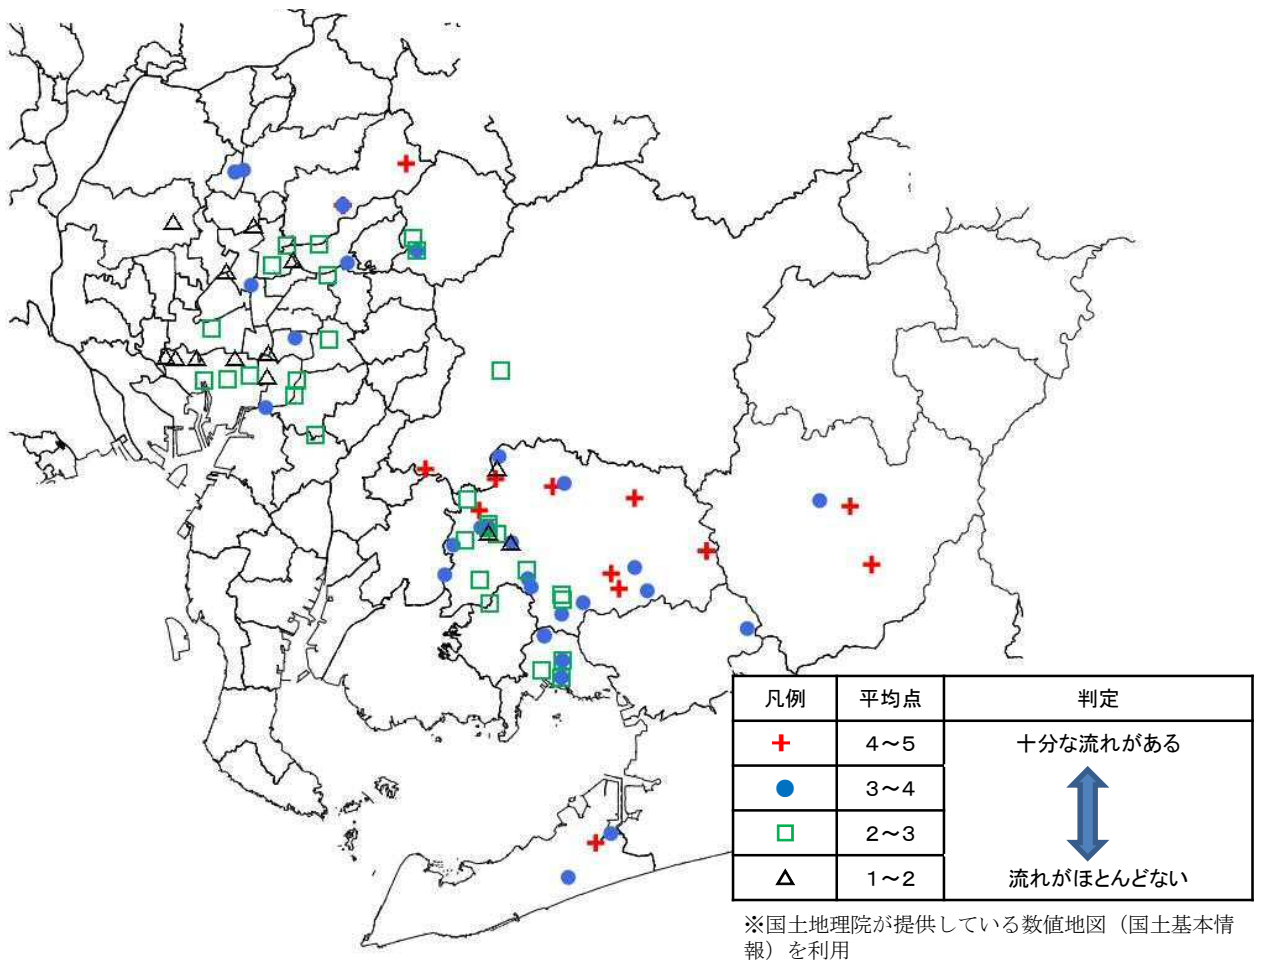 凡例 平均点 判定
4～5 十分な流れがある
3～4
2～3
1～2 流れがほとんどない
※国土地理院が提供している数値地図（国土基本情
報）を利用